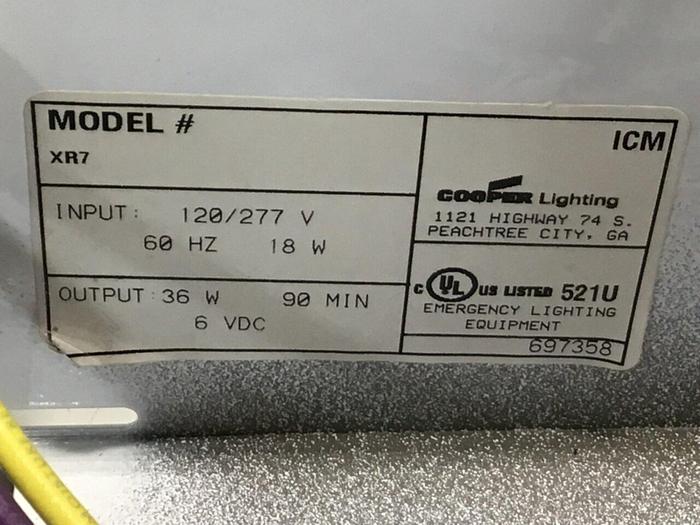 MODEL #
XR7
INPUT: 120/277 V
60 HZ 18 W
OUTPUT: 36 W 90 MIN
6 VDC
ICM
COOPER Lighting
1121 HIGHWAY 74 S.
PEACHTREE CITY, GA
C UL US LISTED 521U
EMERGENCY LIGHTING
EQUIPMENT
697358